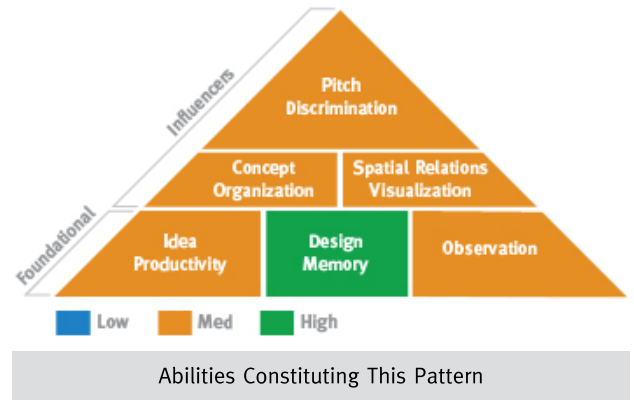 Influencers
Pitch
Discrimination
Concept
Organization
Spatial Relations
Visualization
Foundational
Idea
Productivity
Design
Memory
Observation
Low
Med
High
Abilities Constituting This Pattern